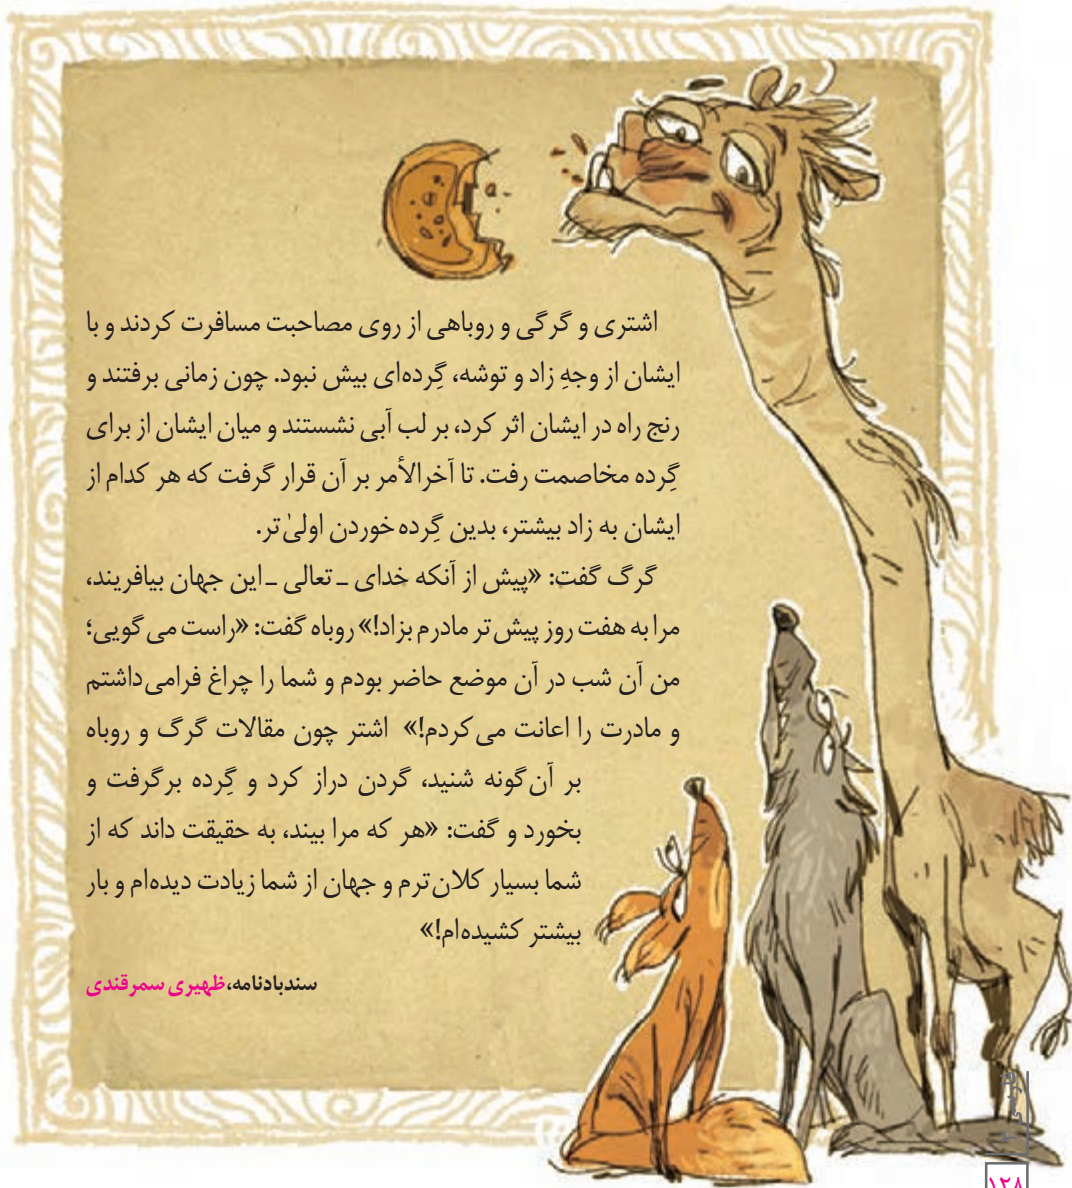 اشتری و گرگی و روباهی از روی مصاحبت مسافرت کردند و با
ایشان از وجهِ زاد و توشه، گِرده‌ای بیش نبود. چون زمانی برفتند و
رنج راه در ایشان اثر کرد، بر لب آبی نشستند و میان ایشان از برای
گِرده مخاصمت رفت. تا آخرالأمر بر آن قرار گرفت که هر کدام از
ایشان به زاد بیشتر، بدین گِرده خوردن اولیٰ‌تر.
گرگ گفت: «پیش از آنکه خدای ـ تعالی ـ این جهان بیافریند،
مرا به هفت روز پیش‌تر مادرم بزاد!» روباه گفت: «راست می‌گویی؛
من آن شب در آن موضع حاضر بودم و شما را چراغ فرامی‌داشتم
و مادرت را اعانت می‌کردم!» اشتر چون مقالات گرگ و روباه
بر آن‌گونه شنید، گردن دراز کرد و گِرده برگرفت و
بخورد و گفت: «هر که مرا بیند، به حقیقت داند که از
شما بسیار کلان‌ترم و جهان از شما زیادت دیده‌ام و بار
بیشتر کشیده‌ام!»
سندبادنامه،ظهیری سمرقندی
۱۲۸